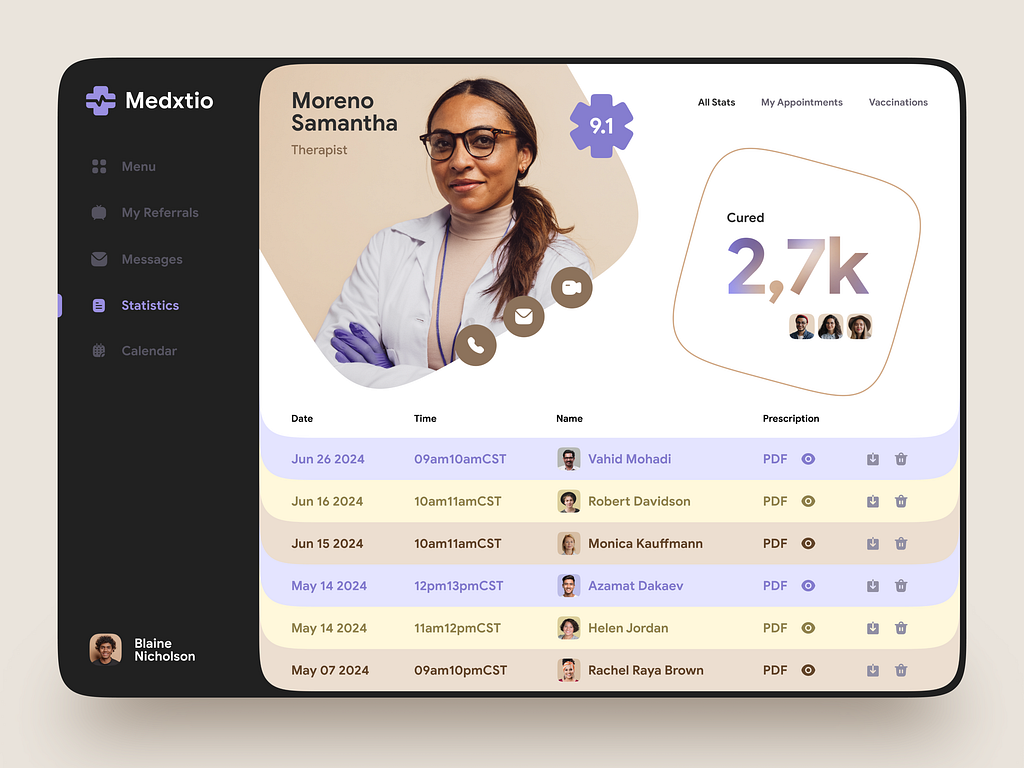 Medxtio
Menu
My Referrals
Messages
Statistics
Calendar
Blaine
Nicholson
Moreno
Samantha
Therapist
9.1
All Stats My Appointments Vaccinations
Cured
2,7k
Date Time Name Prescription
Jun 26 2024 09am10amCST Vahid Mohadi PDF
Jun 16 2024 10am11amCST Robert Davidson PDF
Jun 15 2024 10am11amCST Monica Kauffmann PDF
May 14 2024 12pm13pmCST Azamat Dakaev PDF
May 14 2024 11am12pmCST Helen Jordan PDF
May 07 2024 09am10pmCST Rachel Raya Brown PDF